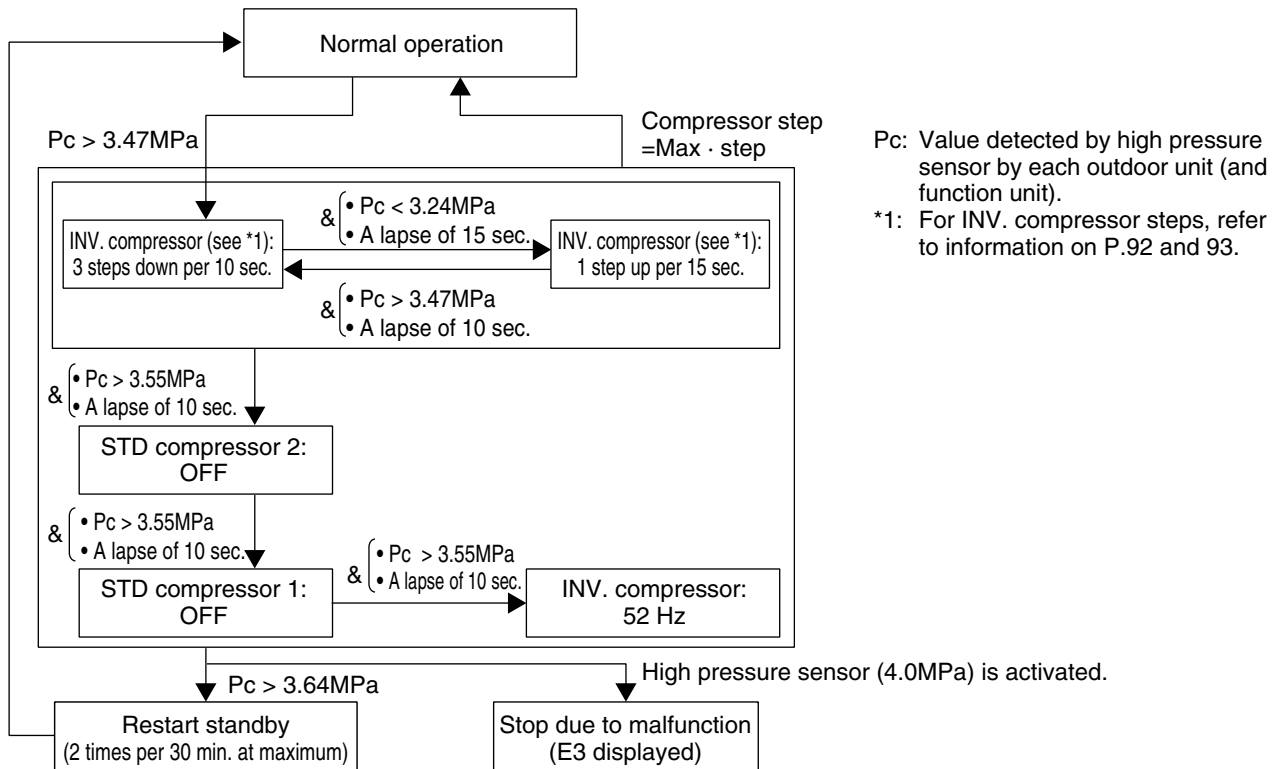 Normal operation
Pc > 3.47MPa
Compressor step
=Max · step
Pc: Value detected by high pressure
sensor by each outdoor unit (and
function unit).
*1: For INV. compressor steps, refer
to information on P.92 and 93.
INV. compressor (see *1):
3 steps down per 10 sec.
&
• Pc < 3.24MPa
• A lapse of 15 sec.
INV. compressor (see *1):
1 step up per 15 sec.
&
• Pc > 3.47MPa
• A lapse of 10 sec.
&
• Pc > 3.55MPa
• A lapse of 10 sec.
STD compressor 2:
OFF
&
• Pc > 3.55MPa
• A lapse of 10 sec.
STD compressor 1:
OFF
&
• Pc > 3.55MPa
• A lapse of 10 sec.
INV. compressor:
52 Hz
Pc > 3.64MPa
High pressure sensor (4.0MPa) is activated.
Restart standby
(2 times per 30 min. at maximum)
Stop due to malfunction
(E3 displayed)